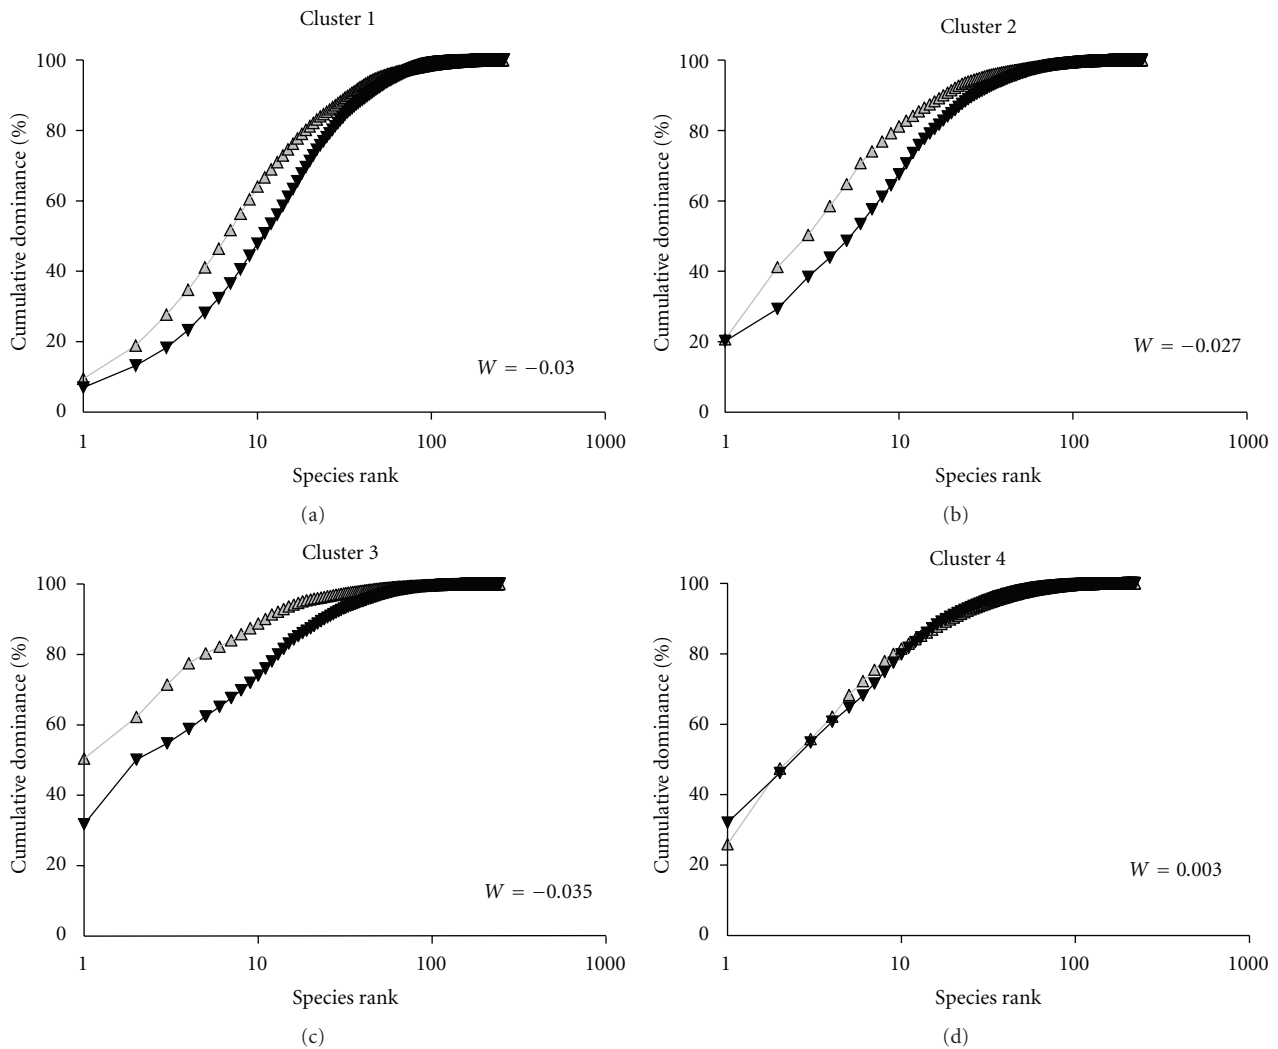 Cluster 1
Cumulative dominance (%)
100
80
60
40
20
0
W = −0.03
1 10 100 1000
Species rank
(a)
Cluster 2
Cumulative dominance (%)
100
80
60
40
20
0
W = −0.027
1 10 100 1000
Species rank
(b)
Cluster 3
Cumulative dominance (%)
100
80
60
40
20
0
W = −0.035
1 10 100 1000
Species rank
(c)
Cluster 4
Cumulative dominance (%)
100
80
60
40
20
0
W = 0.003
1 10 100 1000
Species rank
(d)